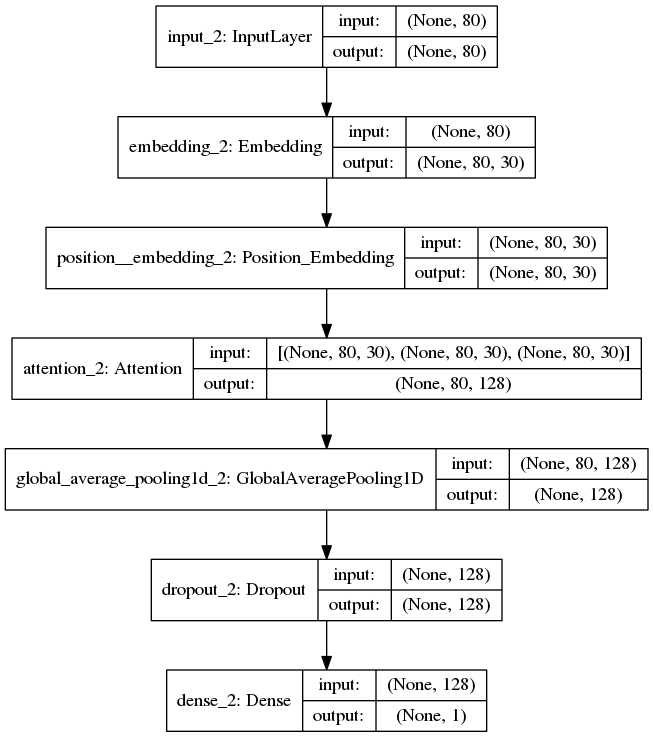 input_2: InputLayer
input:
(None, 80)
output:
(None, 80)
embedding_2: Embedding
input:
(None, 80)
output:
(None, 80, 30)
position__embedding_2: Position_Embedding
input:
(None, 80, 30)
output:
(None, 80, 30)
attention_2: Attention
input:
[(None, 80, 30), (None, 80, 30), (None, 80, 30)]
output:
(None, 80, 128)
global_average_pooling1d_2: GlobalAveragePooling1D
input:
(None, 80, 128)
output:
(None, 128)
dropout_2: Dropout
input:
(None, 128)
output:
(None, 128)
dense_2: Dense
input:
(None, 128)
output:
(None, 1)